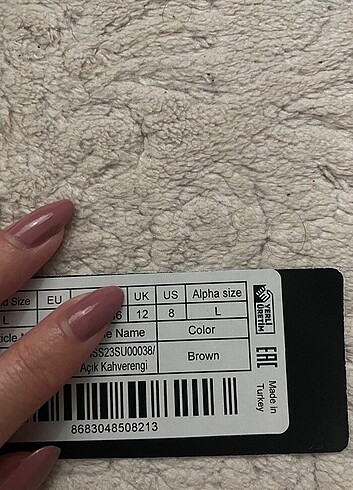 Size EU UK US Alpha size
L 12 8 L
Name Color
SS23SU00038/
Açık Kahverengi Brown
8683048508213
YERLİ
ÜRETİM
EAC
Made in
Turkey